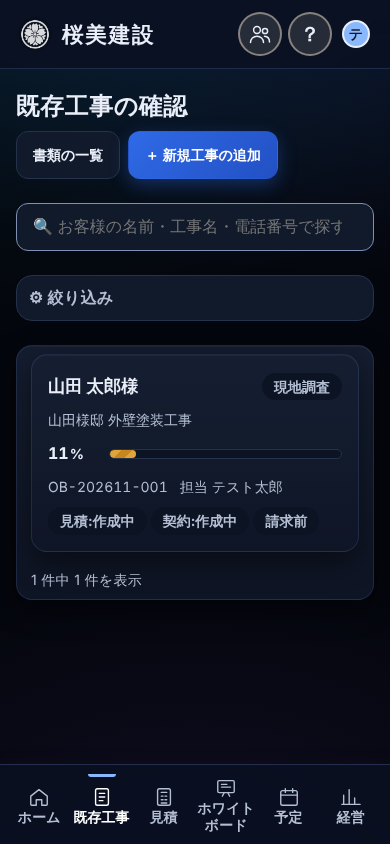 桜美建設
?
テ
既存工事の確認
書類の一覧
+ 新規工事の追加
🔍 お客様の名前・工事名・電話番号で探す
⚙ 絞り込み
山田 太郎様
現地調査
山田様邸 外壁塗装工事
11%
OB-202611-001 担当 テスト太郎
見積:作成中 契約:作成中 請求前
1 件中 1 件を表示
ホーム
既存工事
見積
ホワイト
ボード
予定
経営